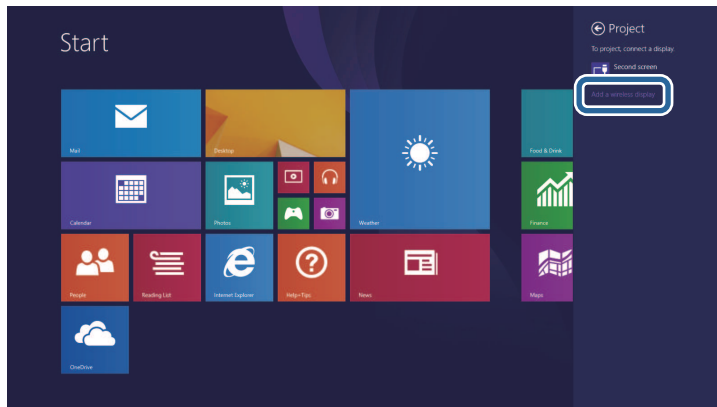 Start
Project
To project, connect a display.
Second screen
Add a wireless display
Mail
Desktop
Weather
Food & Drink
Calendar
Photos
Finance
People
Reading List
Internet Explorer
Help+Tips
News
Maps
OneDrive